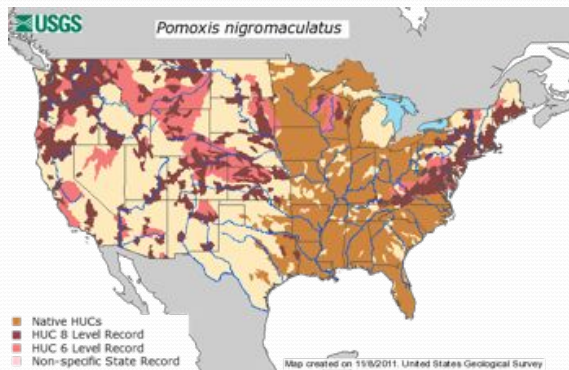 USGS
Pomoxis nigromaculatus
Native HUCs
HUC 8 Level Record
HUC 6 Level Record
Non-specific State Record
Map created on 11/8/2011. United States Geological Survey